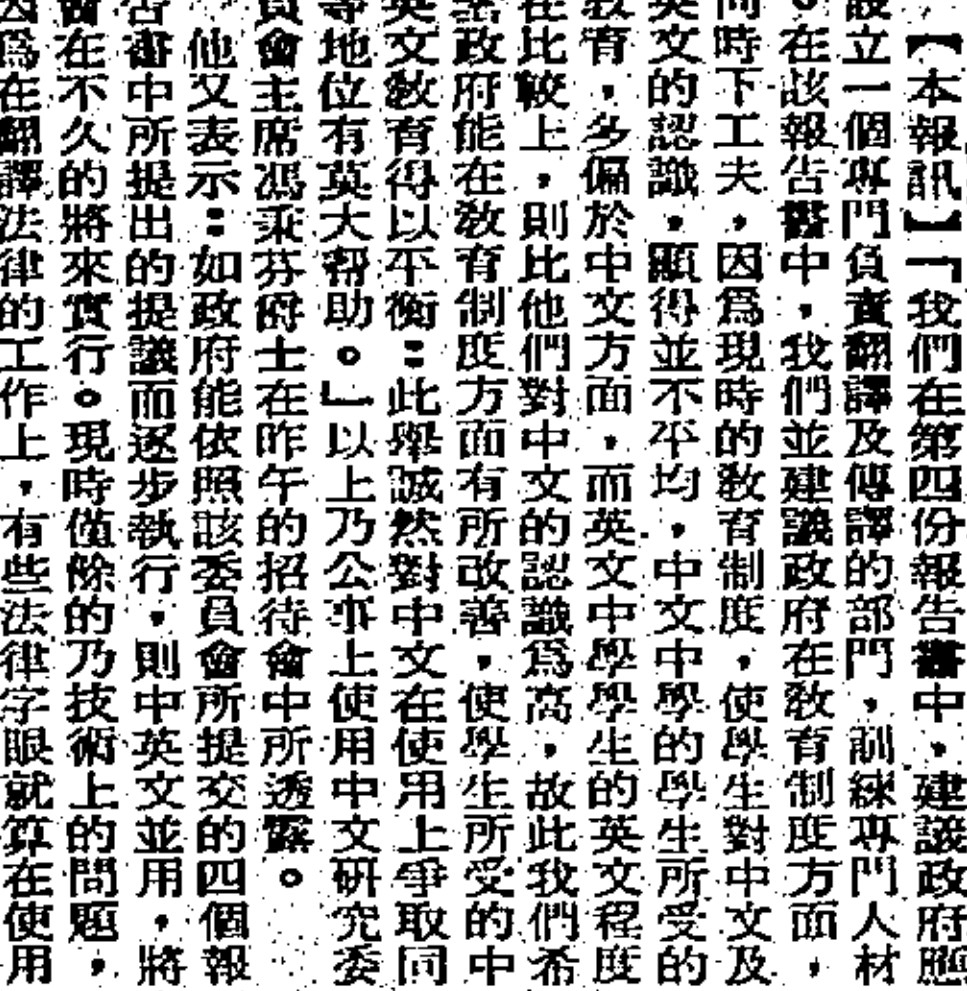 【本報訊】「我們在第四份報告書中，建議政府應
設立一個專門負責翻譯及傳譯的部門，訓練專門人材
。在該報告書中，我們並建議政府在教育制度方面，
同時下工夫，因爲現時的教育制度，使學生對中文及
英文的認識，顯得並不平均，中文中學的學生所受的
教育，多偏於中文方面，而英文中學學生的英文程度
在比較上，則比他們對中文的認識爲高，故此我們希
望政府能在教育制度方面有所改善，使學生所受的中
英文教育得以平衡：此舉誠然對中文在使用上爭取同
等地位有莫大幫助。」以上乃公事上使用中文研究委
員會主席馮秉芬爵士在昨午的招待會中所透露。
他又表示：如政府能依照該委員會所提交的四個報
告書中所提出的提議而逐步執行，則中英文並用，將
會在不久的將來實行。現時僅餘的乃技術上的問題，
因爲在翻譯法律的工作上，有些法律字眼就算在使用